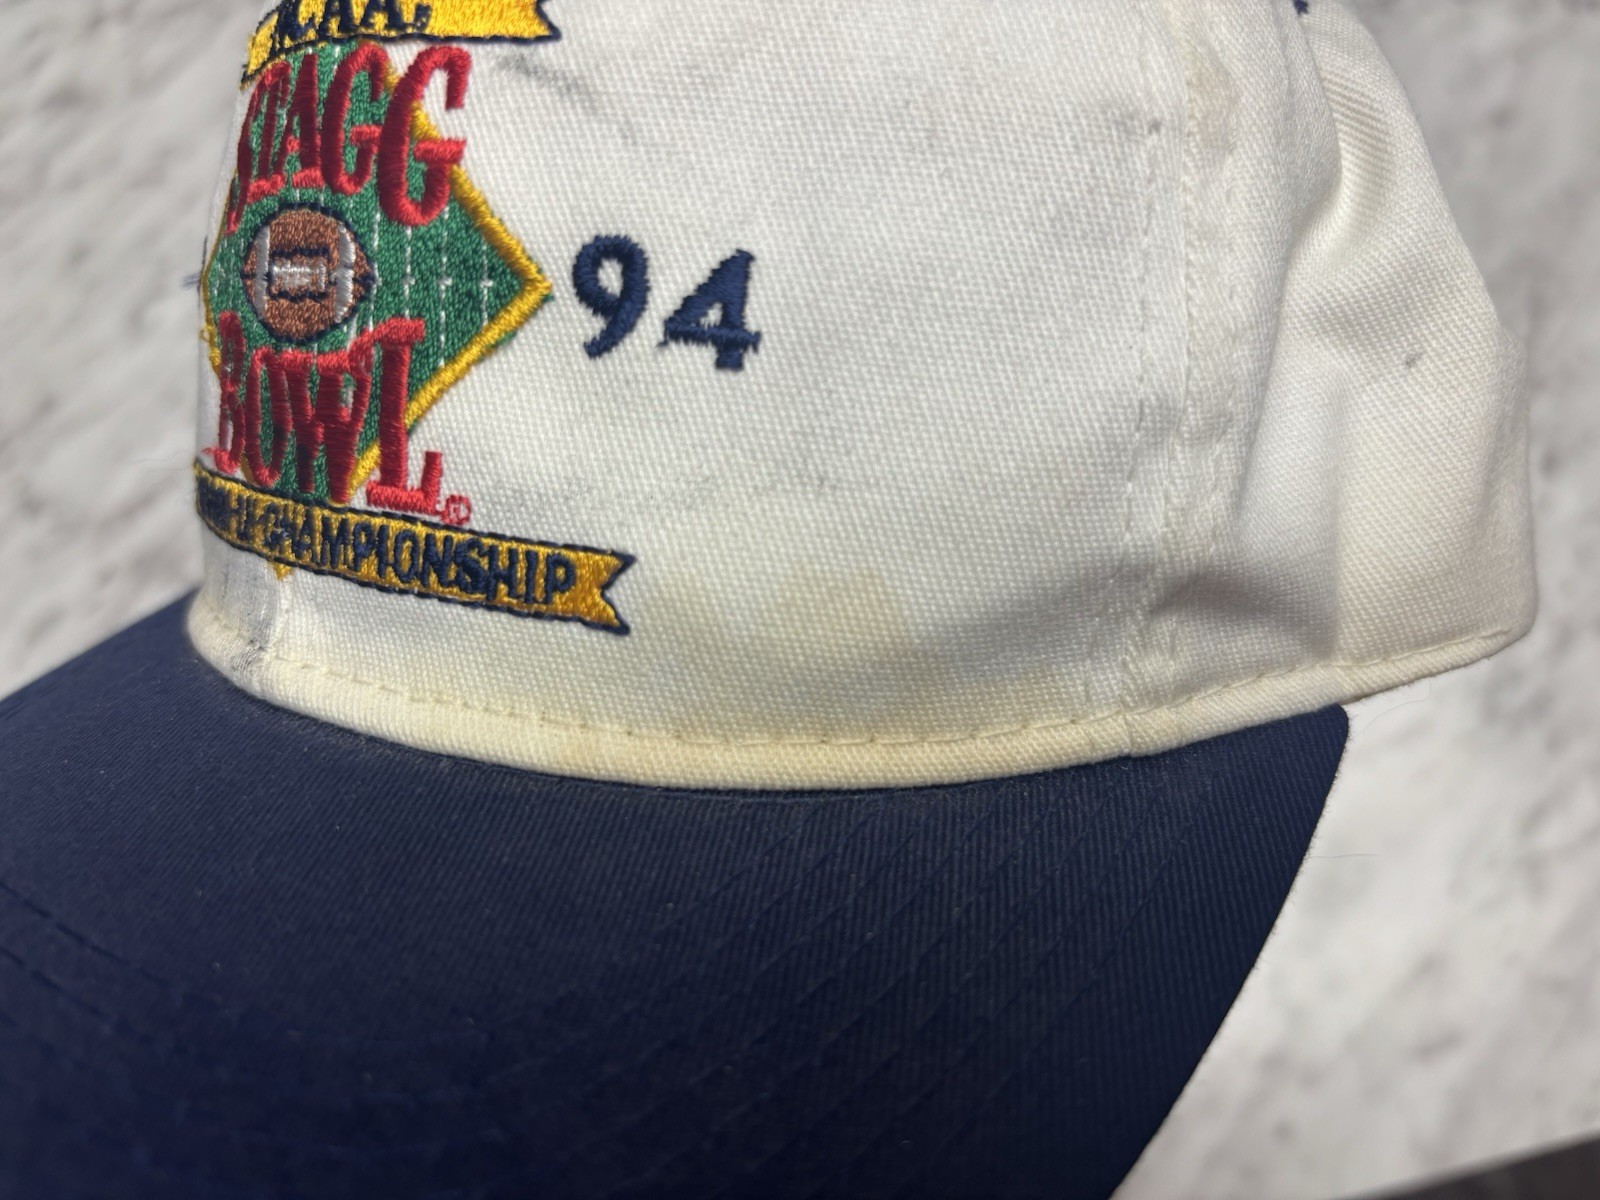 N.C.A.A.
STAGG
94
BOWL®
CHAMPIONSHIP